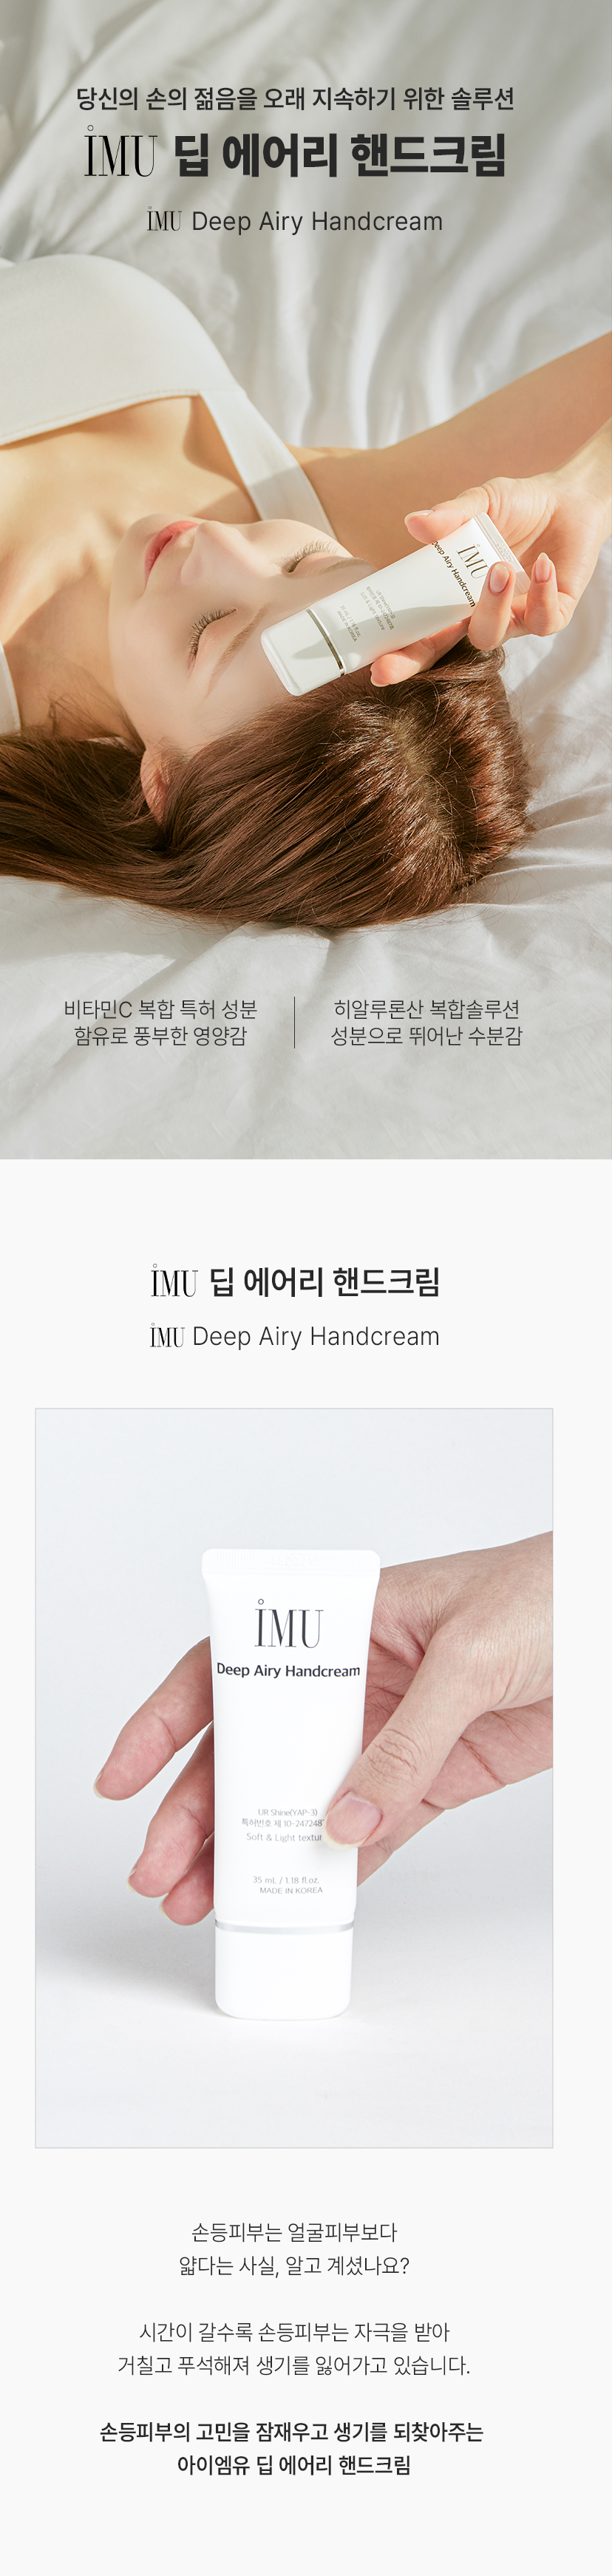 당신의 손의 젊음을 오래 지속하기 위한 솔루션
iMU 딥 에어리 핸드크림
iMU Deep Airy Handcream
iMU
Deep Airy Handcream
비타민C 복합 특허 성분
함유로 풍부한 영양감
히알루론산 복합솔루션
성분으로 뛰어난 수분감
iMU 딥 에어리 핸드크림
iMU Deep Airy Handcream
iMU
Deep Airy Handcream
UR Shine(YAP-3)
특허번호 제 10-247248
Soft & Light textur
35 mL / 1.18 fl.oz.
MADE IN KOREA
손등피부는 얼굴피부보다
얇다는 사실, 알고 계셨나요?
시간이 갈수록 손등피부는 자극을 받아
거칠고 푸석해져 생기를 잃어가고 있습니다.
손등피부의 고민을 잠재우고 생기를 되찾아주는
아이엠유 딥 에어리 핸드크림